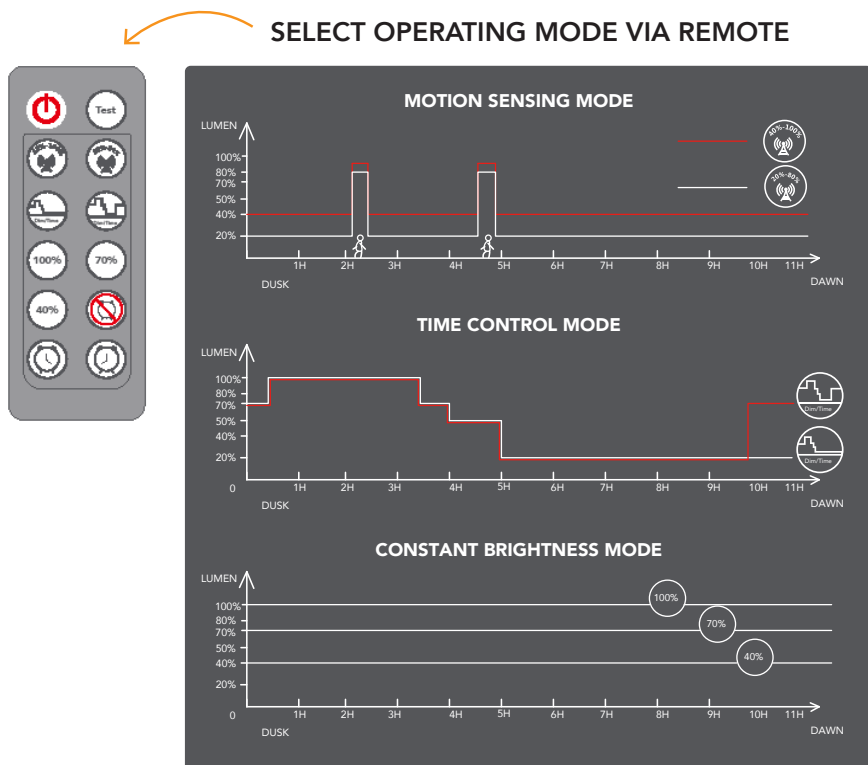 SELECT OPERATING MODE VIA REMOTE
Test
Dim/Time
Dim/Time
100%
70%
40%
MOTION SENSING MODE
LUMEN
40%-100%
20%-80%
100%
80%
70%
50%
40%
20%
1H 2H 3H 4H 5H 6H 7H 8H 9H 10H 11H
DUSK
DAWN
TIME CONTROL MODE
LUMEN
100%
80%
70%
50%
40%
20%
Dim/Time
Dim/Time
0 1H 2H 3H 4H 5H 6H 7H 8H 9H 10H 11H
DUSK
DAWN
CONSTANT BRIGHTNESS MODE
LUMEN
100%
80%
70%
50%
40%
20%
100%
70%
40%
0 1H 2H 3H 4H 5H 6H 7H 8H 9H 10H 11H
DUSK
DAWN